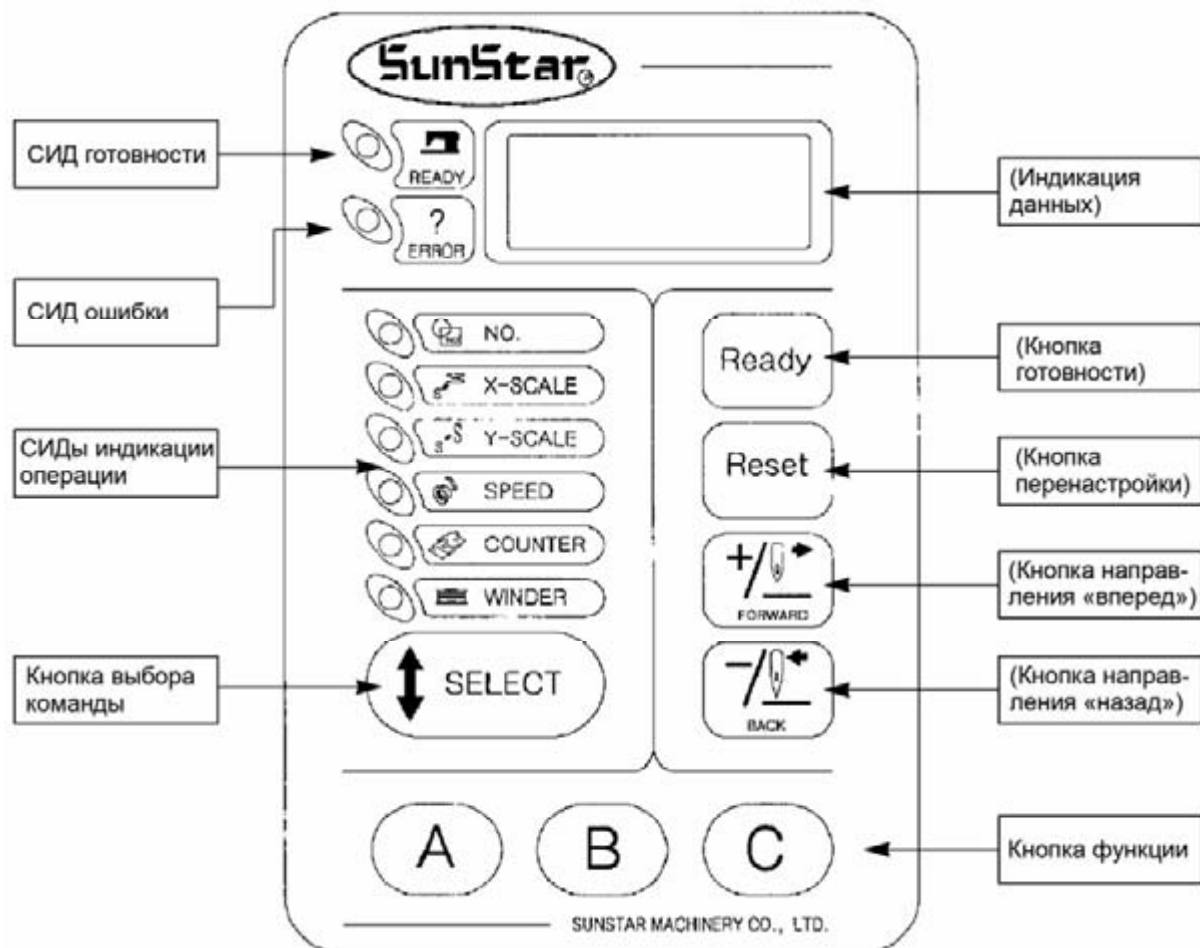 SunStar®
СИД готовности
READY
(Индикация
данных)
?
ERROR
СИД ошибки
NO.
Ready
(Кнопка
готовности)
X-SCALE
СИДы индикации
операции
Y-SCALE
Reset
(Кнопка
перенастройки)
SPEED
COUNTER
+/
FORWARD
(Кнопка направ-
ления «вперед»)
WINDER
Кнопка выбора
команды
SELECT
-/
BACK
(Кнопка направ-
ления «назад»)
A B C
Кнопка функции
SUNSTAR MACHINERY CO., LTD.